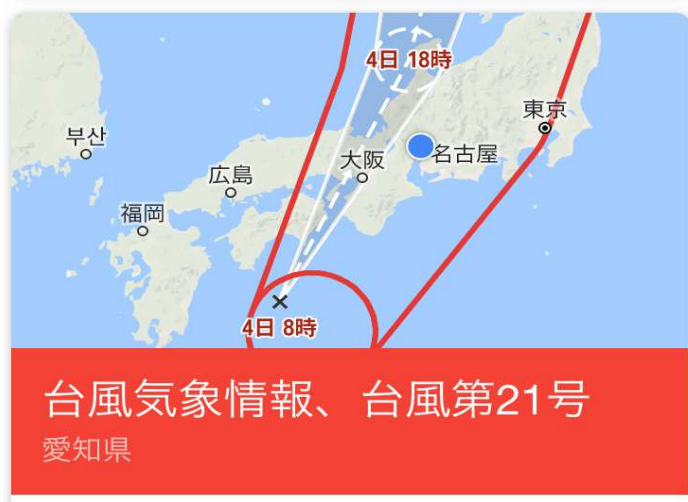 4日 18時
東京
부산
大阪
名古屋
広島
福岡
4日 8時
台風気象情報、台風第21号
愛知県